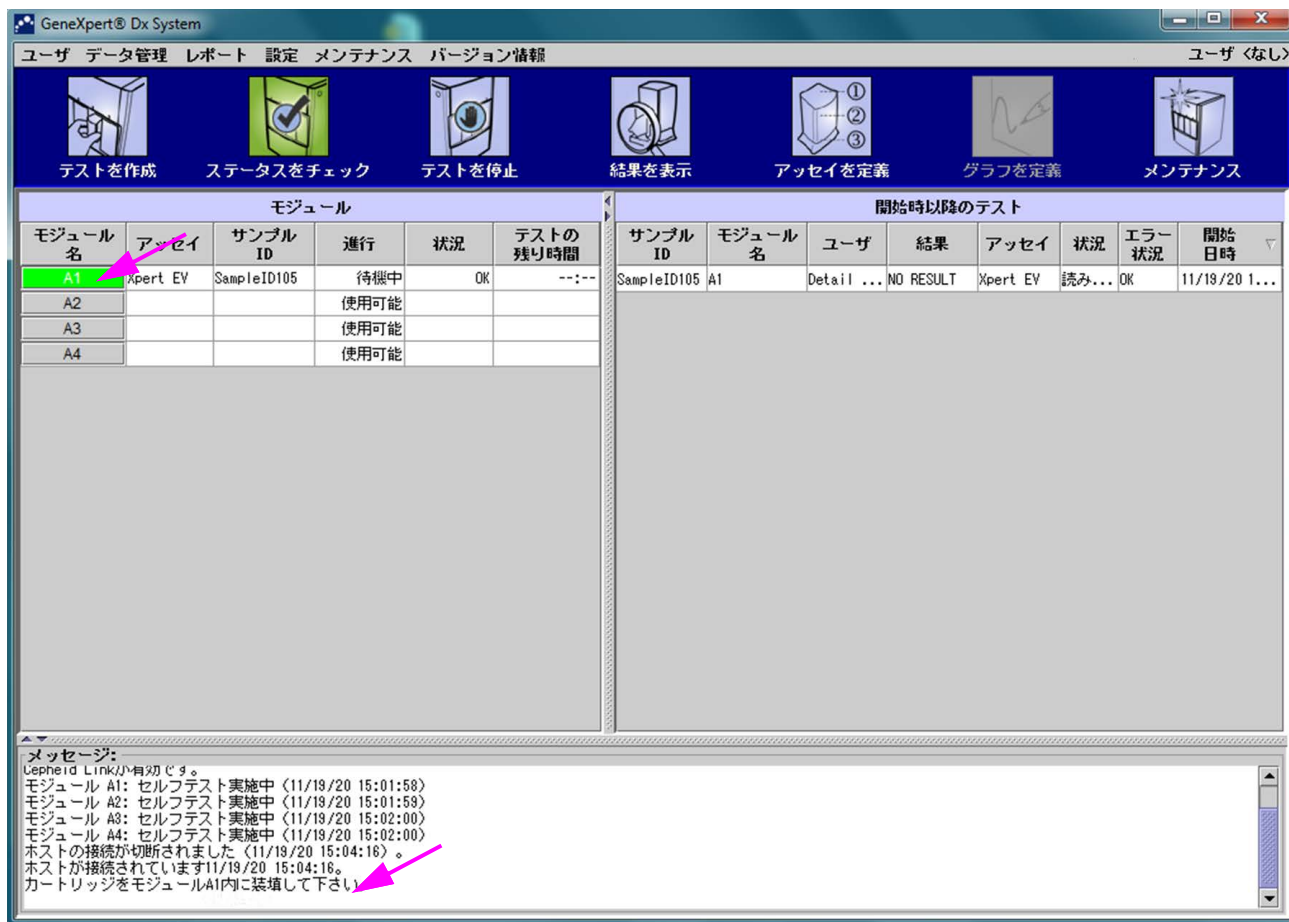 GeneXpert® Dx System
ユーザ データ管理 レポート 設定 メンテナンス バージョン情報 ユーザ〈なし〉
テストを作成 ステータスをチェック テストを停止 結果を表示 アッセイを定義 グラフを定義 メンテナンス
① ② ③
モジュール
モジュール名 アッセイ サンプルID 進行 状況 テストの残り時間
A1 Xpert EV SampleID105 待機中 OK --:--
A2 使用可能
A3 使用可能
A4 使用可能
開始時以降のテスト
サンプルID モジュール名 ユーザ 結果 アッセイ 状況 エラー状況 開始日時
SampleID105 A1 Detail ... NO RESULT Xpert EV 読み... OK 11/19/20 1...
メッセージ:
Cepheid Linkが有効です。
モジュール A1: セルフテスト実施中 (11/19/20 15:01:58)
モジュール A2: セルフテスト実施中 (11/19/20 15:01:59)
モジュール A3: セルフテスト実施中 (11/19/20 15:02:00)
モジュール A4: セルフテスト実施中 (11/19/20 15:02:00)
ホストの接続が切断されました (11/19/20 15:04:16) 。
ホストが接続されています11/19/20 15:04:16。
カートリッジをモジュールA1内に装填して下さい